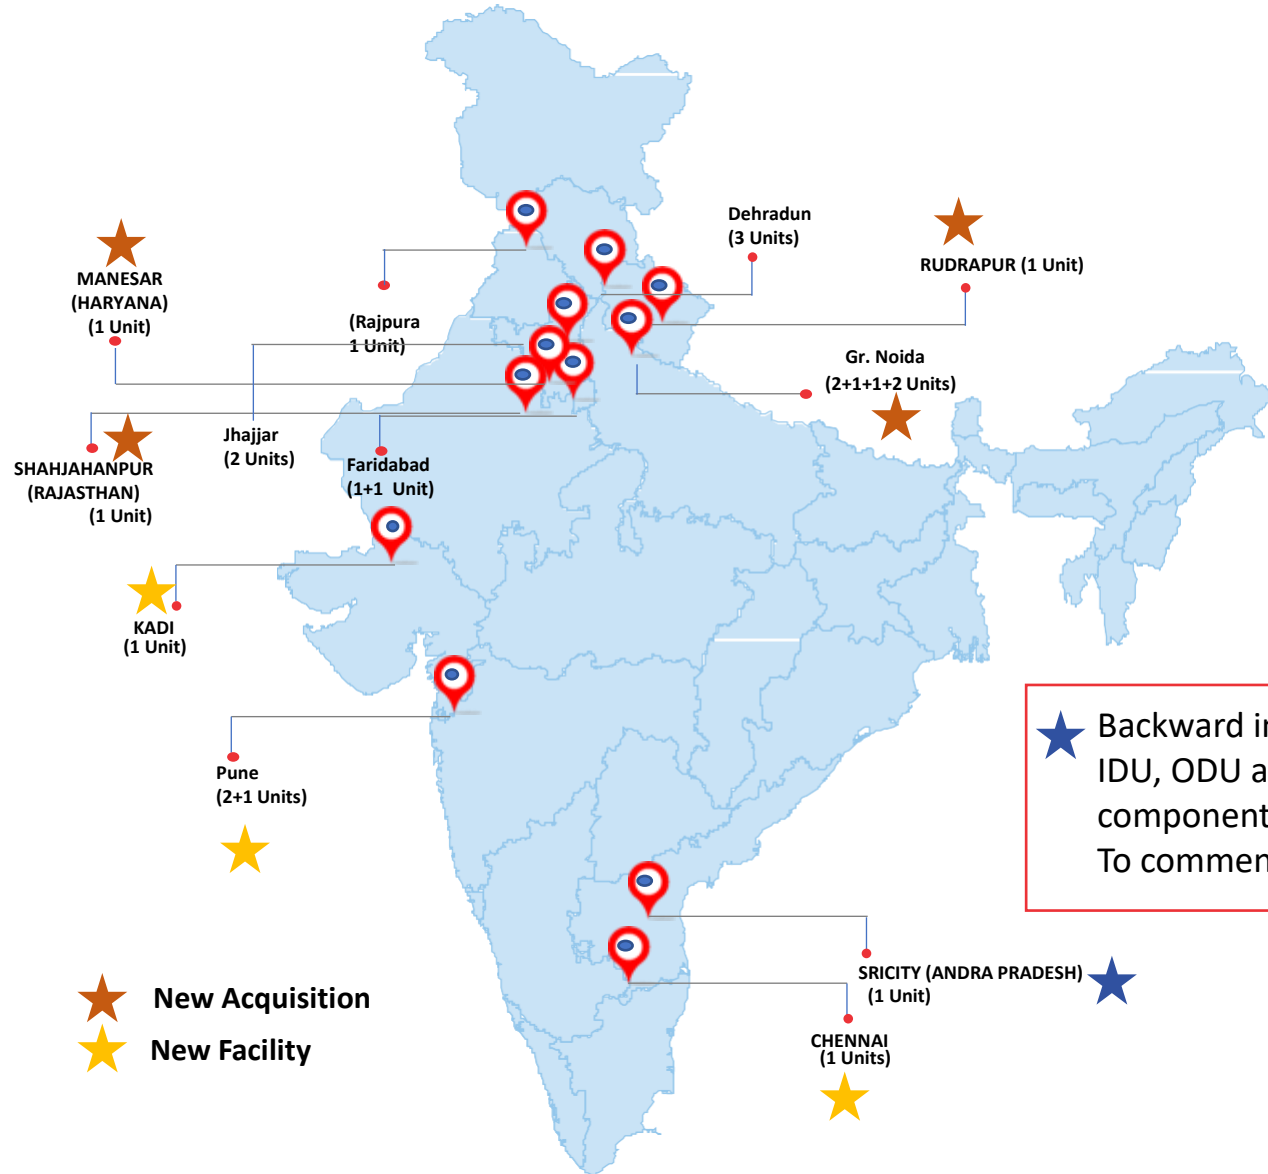 Dehradun
(3 Units)
RUDRAPUR (1 Unit)
MANESAR
(HARYANA)
(1 Unit)
(Rajpura
1 Unit)
Gr. Noida
(2+1+1+2 Units)
Jhajjar
(2 Units)
Faridabad
(1+1 Unit)
SHAHJAHANPUR
(RAJASTHAN)
(1 Unit)
KADI
(1 Unit)
Pune
(2+1 Units)
Backward
IDU, ODU
component
To
SRICITY (ANDRA PRADESH)
(1 Unit)
CHENNAI
(1 Units)
New Acquisition
New Facility